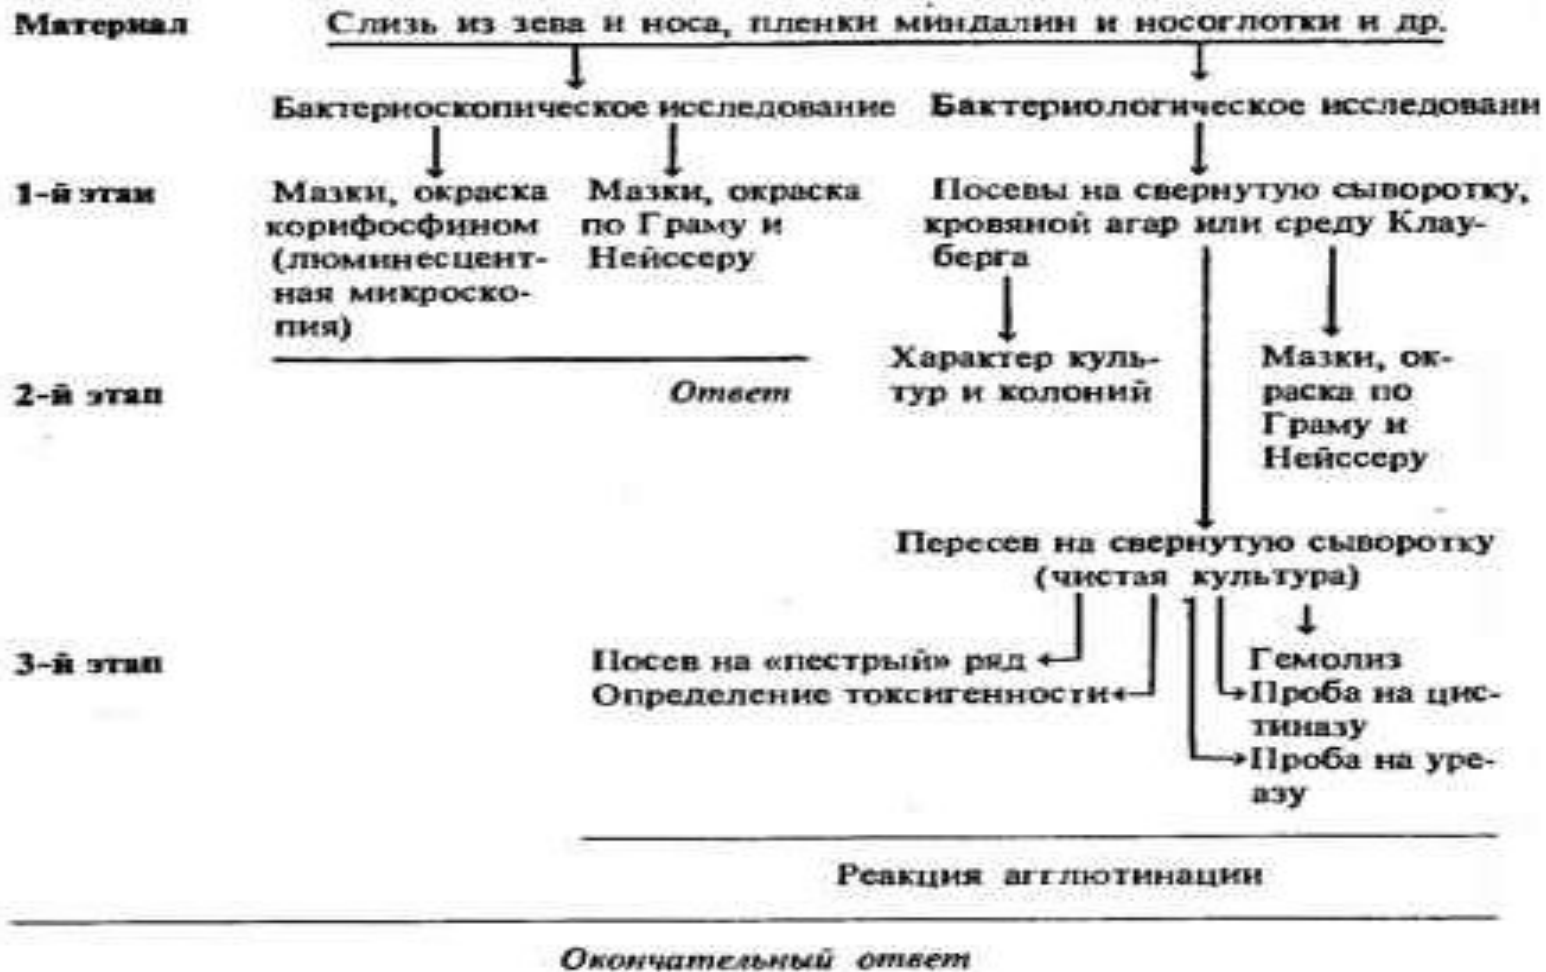 Материал
Слизь из зева и носа, пленки миндалин и носоглотки и др.
Бактериоскопическое исследование
Бактериологическое исследовани
1-й этап
Мазки, окраска
корифосфином
(люминесцент-
ная микроско-
пия)
Мазки, окраска
по Граму и
Нейссеру
Посевы на свернутую сыворотку,
кровяной агар или среду Клау-
берга
2-й этап
Ответ
Характер куль-
тур и колоний
Мазки, ок-
раска по
Граму и
Нейссеру
Пересев на свернутую сыворотку
(чистая культура)
3-й этап
Посев на «пестрый» ряд
Определение токсигенности
Гемолиз
Проба на цис-
тиназу
Проба на уре-
азу
Реакция агглютинации
Окончательный ответ